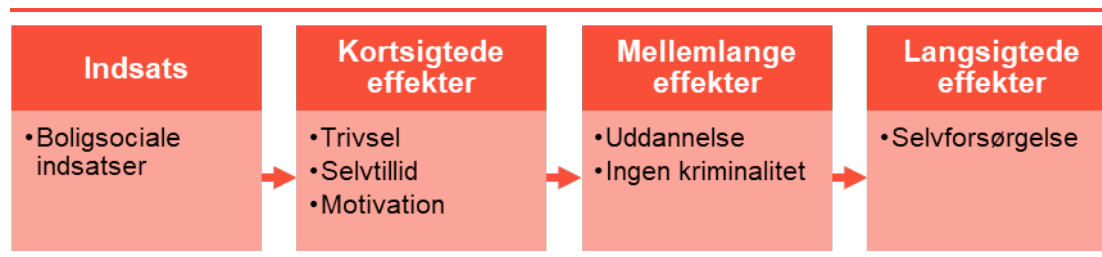 Indsats
•Boligsociale
indsatser
Kortsigtede
effekter
•Trivsel
•Selvtillid
•Motivation
Mellemlange
effekter
•Uddannelse
•Ingen kriminalitet
Langsigtede
effekter
•Selvforsørgelse